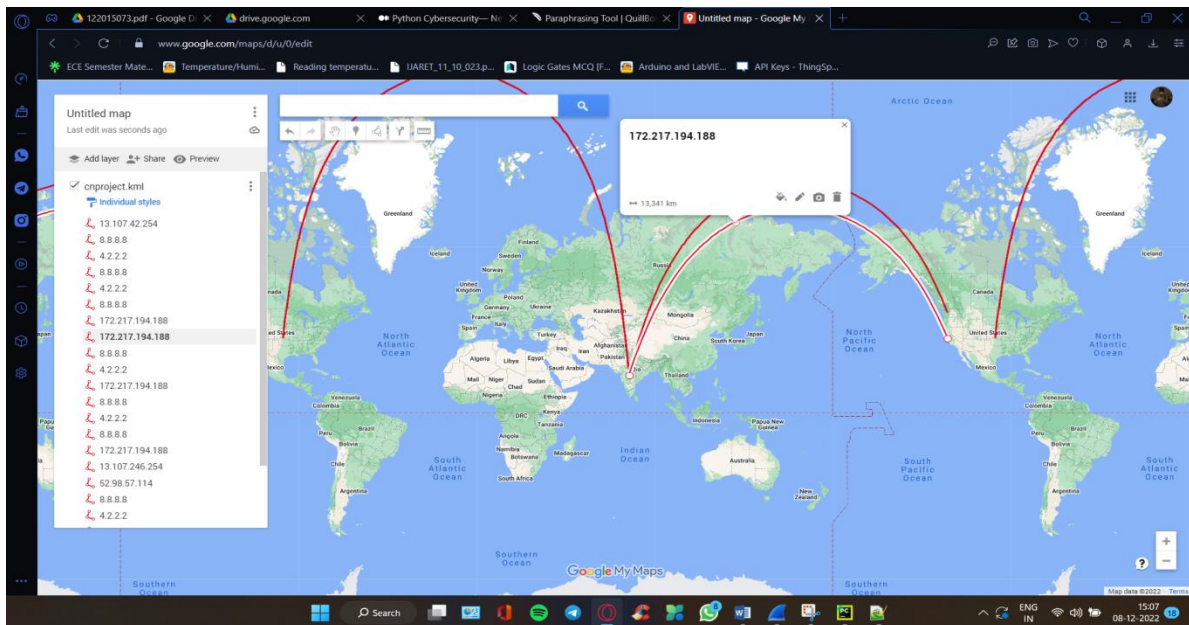 122015073.pdf - Google Dr
drive.google.com
Python Cybersecurity— Ne
Paraphrasing Tool | QuillBo
Untitled map - Google My
www.google.com/maps/d/u/0/edit
ECE Semester Mate...
Temperature/Humi...
Reading temperatu...
IJARET_11_10_023.p...
Logic Gates MCQ [F...
Arduino and LabVIE...
API Keys - ThingSp...
Untitled map
Last edit was seconds ago
Add layer
Share
Preview
cnproject.kml
Individual styles
13.107.42.254
8.8.8.8
4.2.2.2
8.8.8.8
4.2.2.2
8.8.8.8
172.217.194.188
172.217.194.188
8.8.8.8
4.2.2.2
172.217.194.188
8.8.8.8
4.2.2.2
8.8.8.8
172.217.194.188
13.107.246.254
52.98.57.114
8.8.8.8
4.2.2.2
172.217.194.188
13,341 km
Arctic Ocean
Greenland
Greenland
Iceland
Iceland
Finland
Sweden
Norway
Russia
United
Kingdom
Poland
Germany
Ukraine
France
Italy
Spain
Kazakhstan
Mongolia
Turkey
Afghanistan
Iraq
Iran
Pakistan
China
Japan
South Korea
Algeria
Libya
Egypt
Saudi Arabia
Mali
Niger
Chad
Sudan
Nigeria
Ethiopia
Thailand
DRC
Kenya
Tanzania
Indonesia
Papua New
Guinea
Angola
Namibia
Botswana
Madagascar
South Africa
Indian
Ocean
Australia
New
Zealand
North
Atlantic
Ocean
South
Atlantic
Ocean
Southern
Ocean
Venezuela
Colombia
Peru
Brazil
Bolivia
Chile
Argentina
North
Pacific
Ocean
South
Pacific
Ocean
Canada
United States
Mexico
Venezuela
Colombia
Peru
Brazil
Bolivia
Chile
Argentina
North
Atlantic
Ocean
South
Atlantic
Ocean
Southern
Ocean
Southern
Ocean
Google My Maps
Map data ©2022
Terms
Search
ENG
IN
15:07
08-12-2022
18